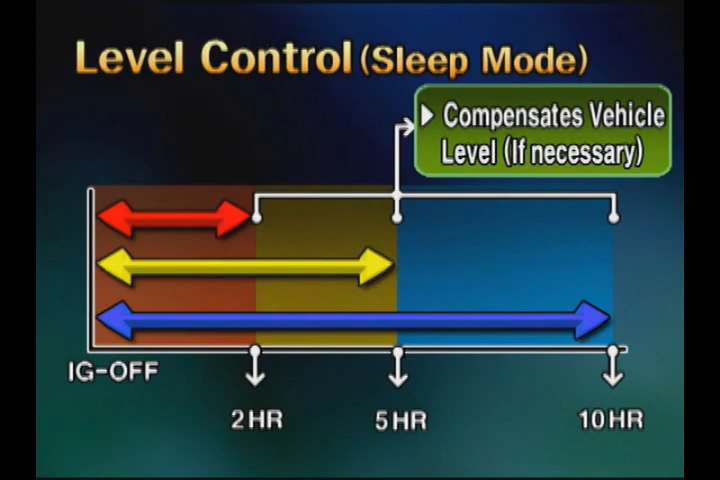 Level Control (Sleep Mode)
Compensates Vehicle
Level (If necessary)
IG-OFF
2HR
5HR
10HR